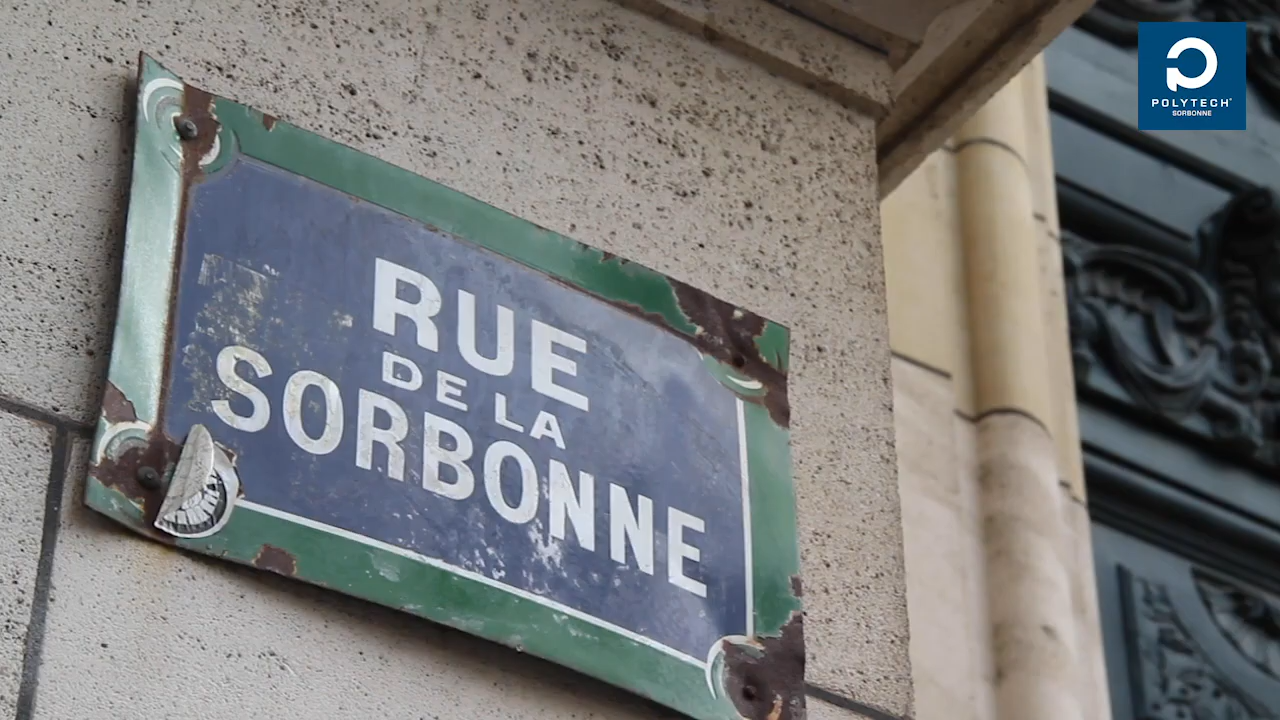 RUE
DE LA
SORBONNE
POLYTECH
SORBONNE